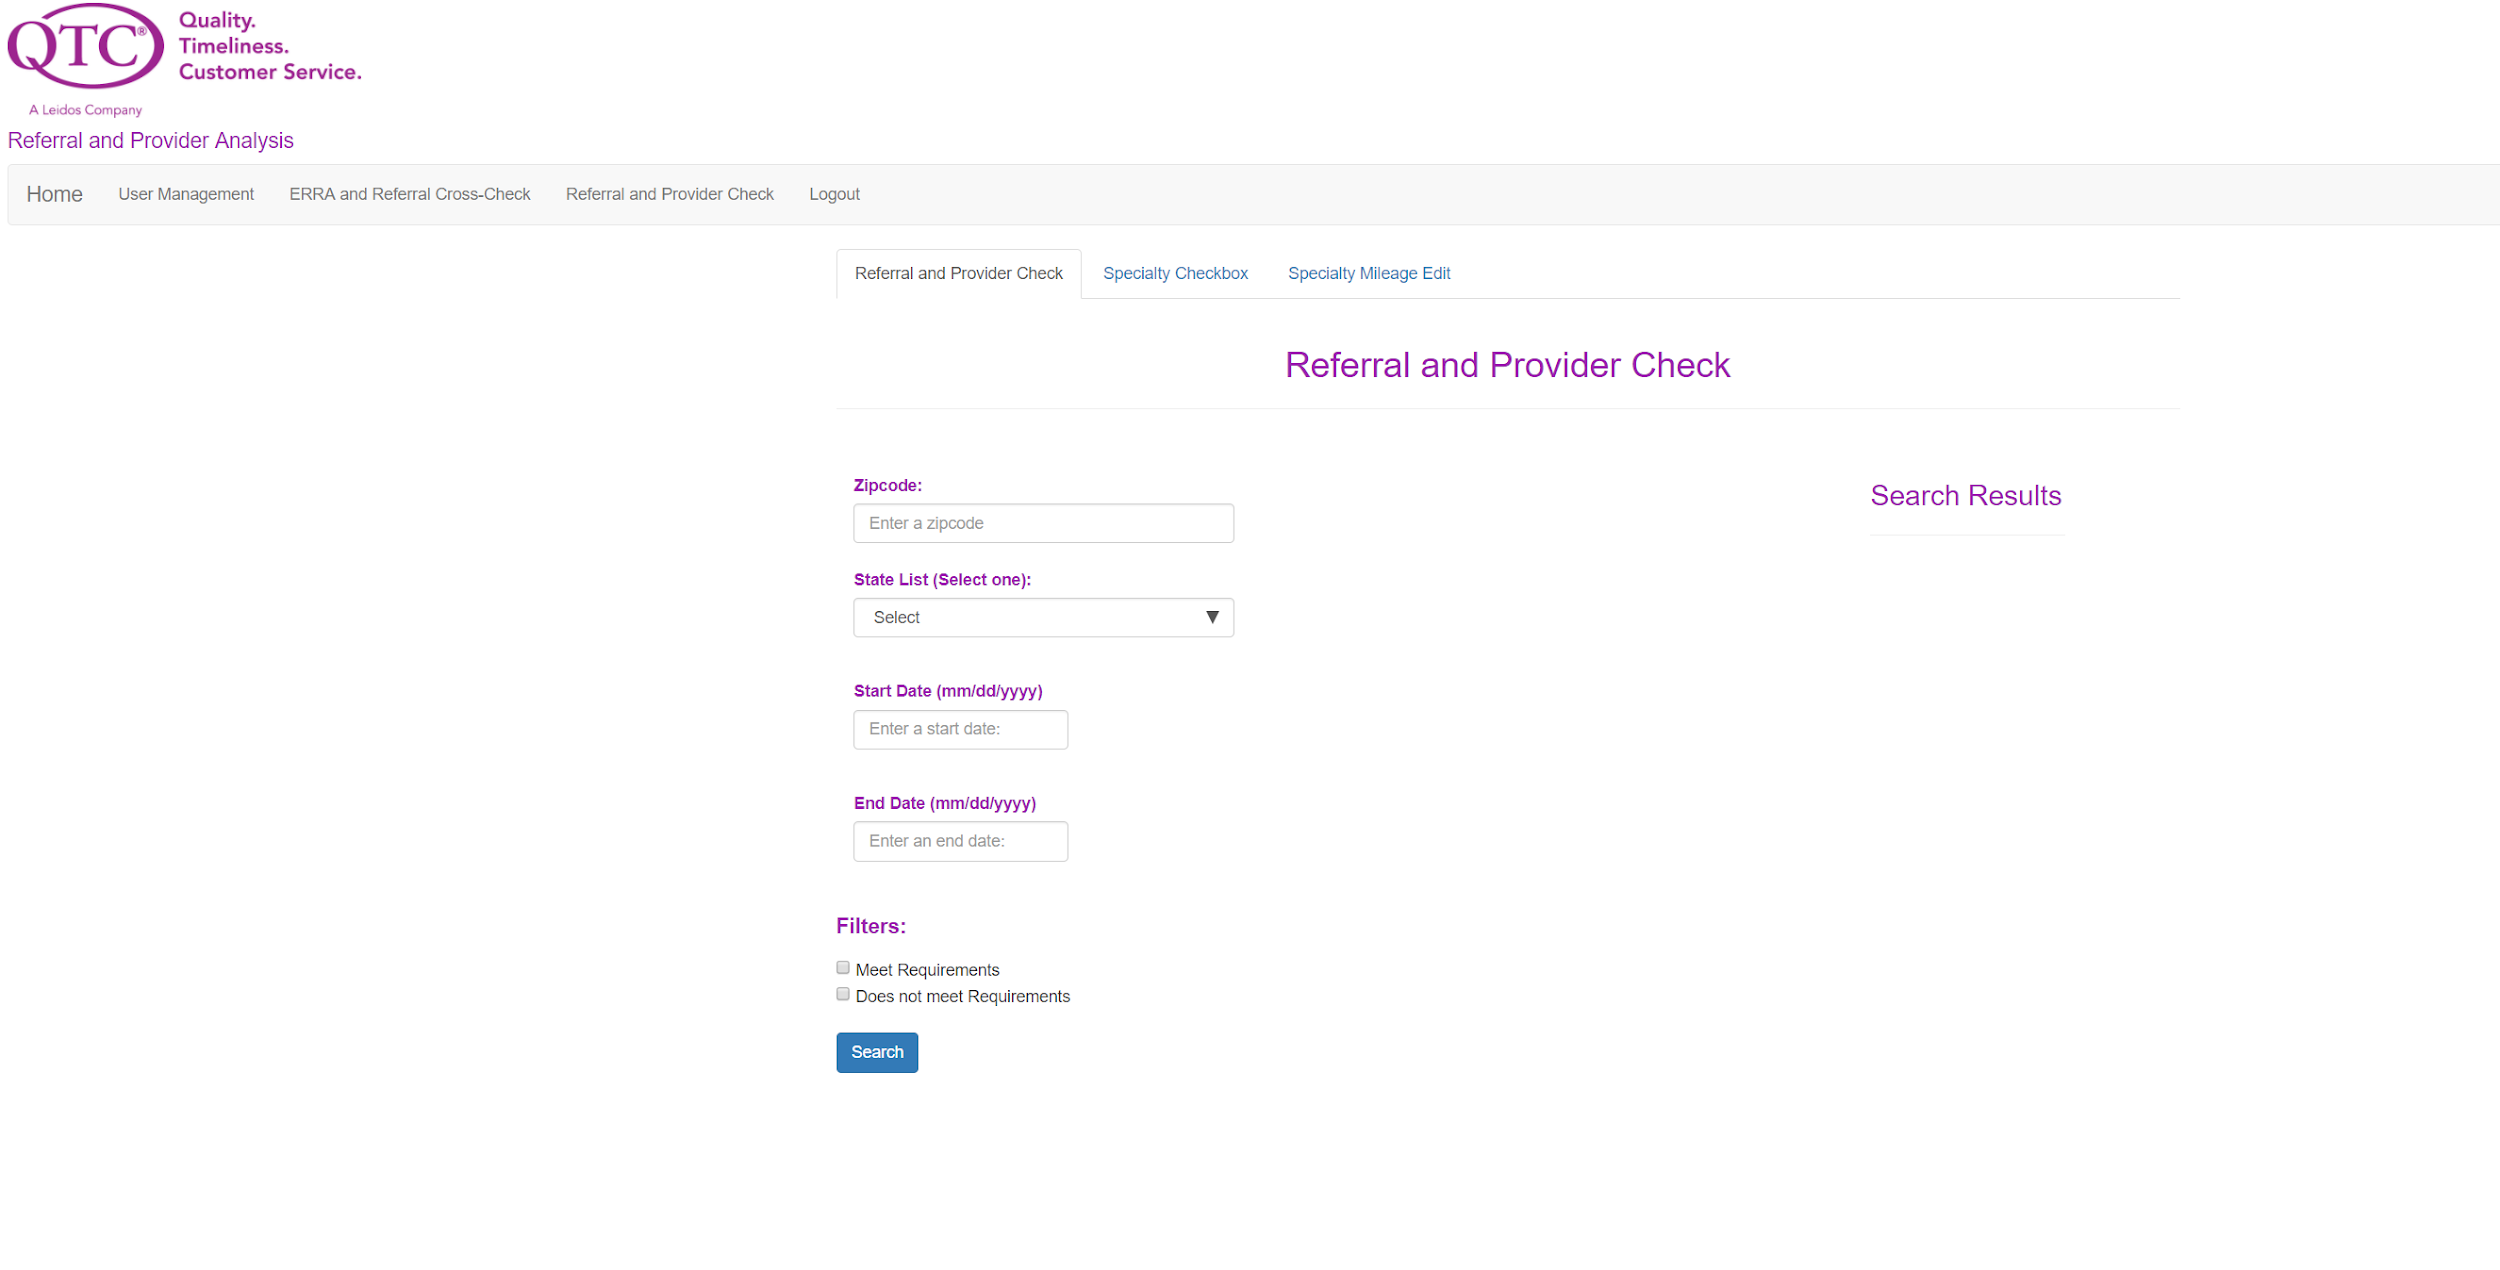 QTC®
Quality.
Timeliness.
Customer Service.
A Leidos Company
Referral and Provider Analysis
Home User Management ERRA and Referral Cross-Check Referral and Provider Check Logout
Referral and Provider Check Specialty Checkbox Specialty Mileage Edit
Referral and Provider Check
Zipcode:
Enter a zipcode
Search Results
State List (Select one):
Select
Start Date (mm/dd/yyyy)
Enter a start date:
End Date (mm/dd/yyyy)
Enter an end date:
Filters:
Meet Requirements
Does not meet Requirements
Search